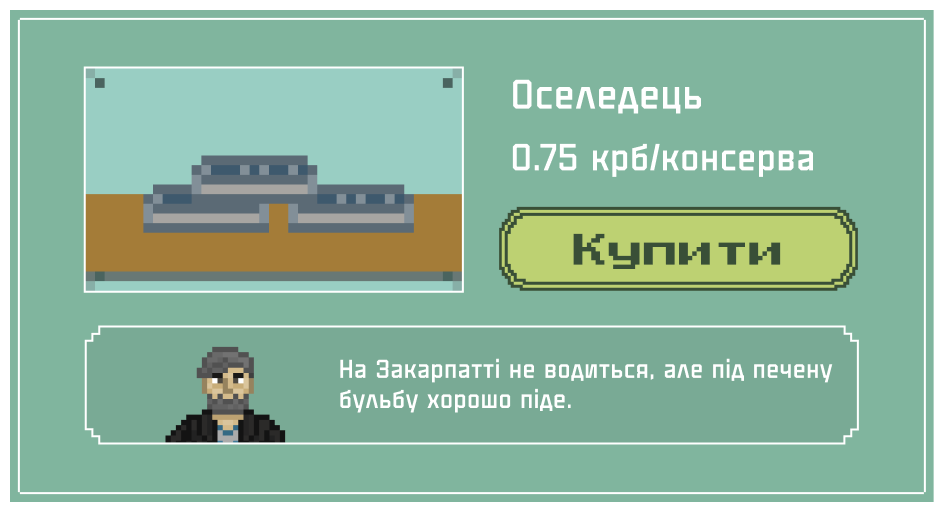 Оселедець
0.75 крб/консерва
Купити
На Закарпатті не водиться, але під печену
бульбу хорошо піде.